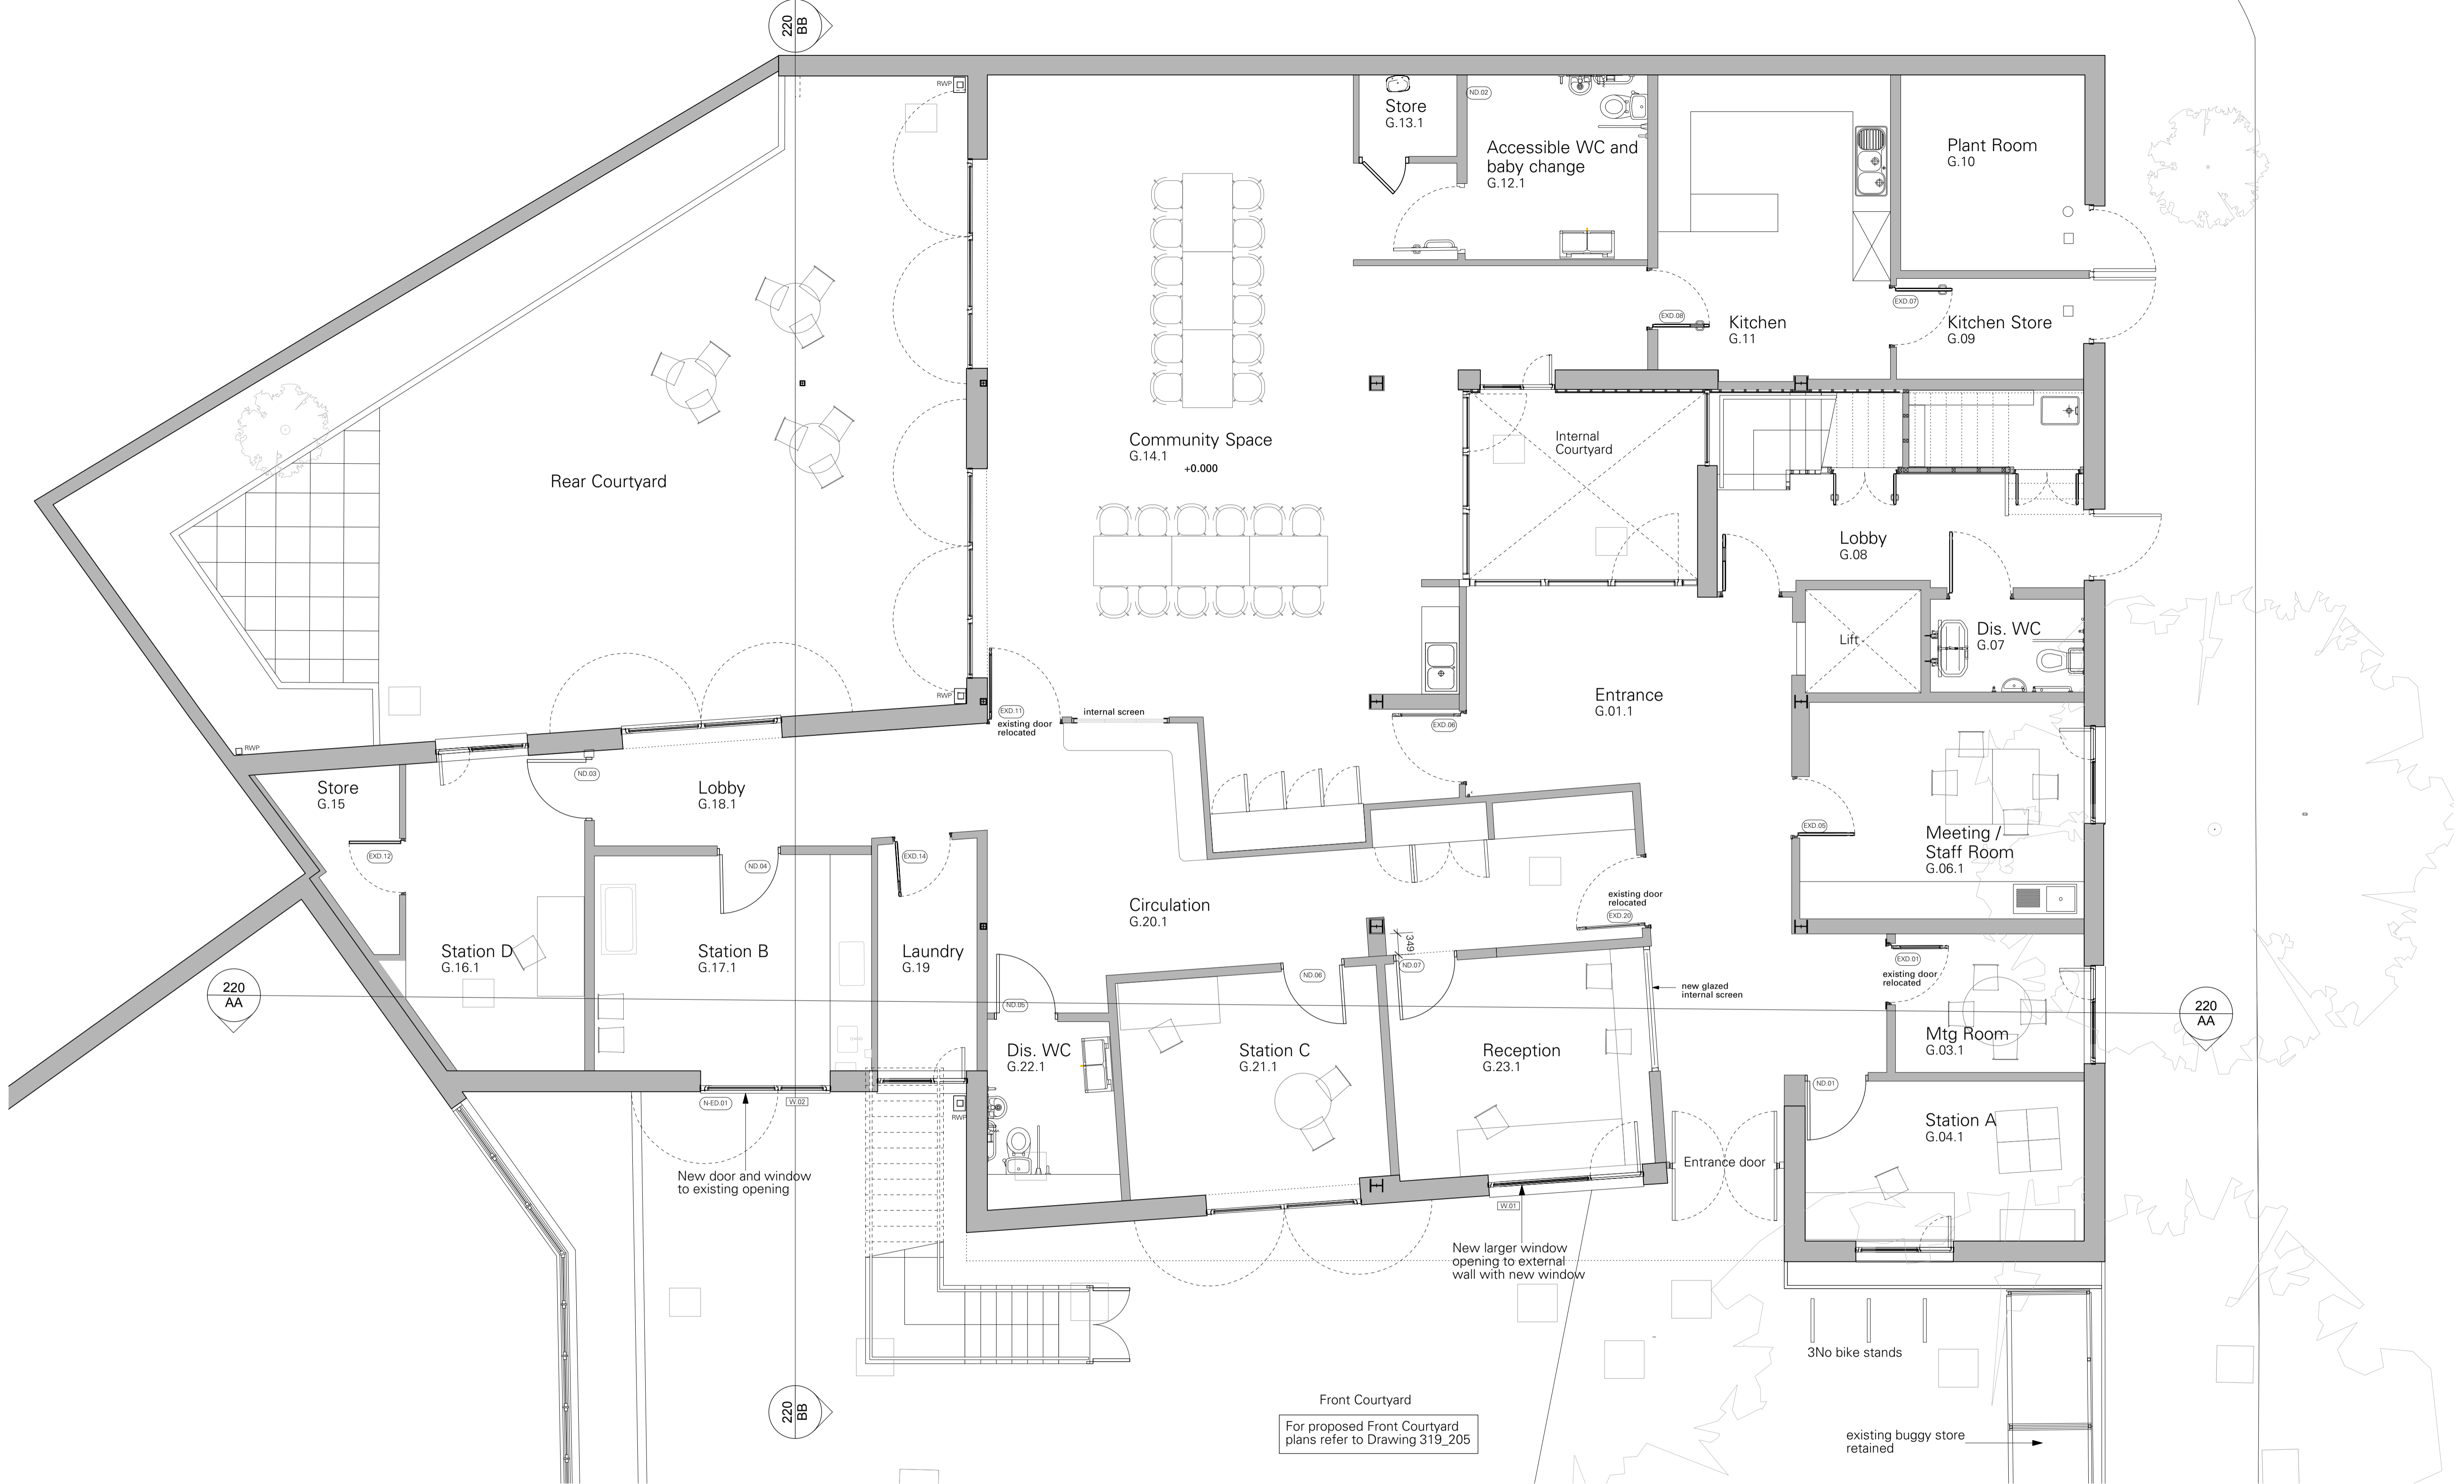 220
BB
RWP
Store
G.13.1
ND.02
Accessible WC and
baby change
G.12.1
Plant Room
G.10
EXD.07
EXD.08
Kitchen
G.11
Kitchen Store
G.09
Community Space
G.14.1
+0.000
Internal
Courtyard
Rear Courtyard
Lobby
G.08
Lift
Dis. WC
G.07
RWP
EXD.11
existing door
relocated
internal screen
Entrance
G.01.1
EXD.06
RWP
ND.03
Store
G.15
Lobby
G.18.1
EXD.05
Meeting /
Staff Room
G.06.1
EXD.12
ND.04
EXD.14
Circulation
G.20.1
existing door
relocated
EXD.20
349
Station D
G.16.1
Station B
G.17.1
Laundry
G.19
ND.06
ND.07
EXD.01
existing door
relocated
220
AA
ND.05
new glazed
internal screen
220
AA
Dis. WC
G.22.1
Station C
G.21.1
Reception
G.23.1
Mtg Room
G.03.1
N-ED.01
W.02
RWP
ND.01
Station A
G.04.1
New door and window
to existing opening
Entrance door
W.01
New larger window
opening to external
wall with new window
3No bike stands
220
BB
Front Courtyard
For proposed Front Courtyard
plans refer to Drawing 319_205
existing buggy store
retained